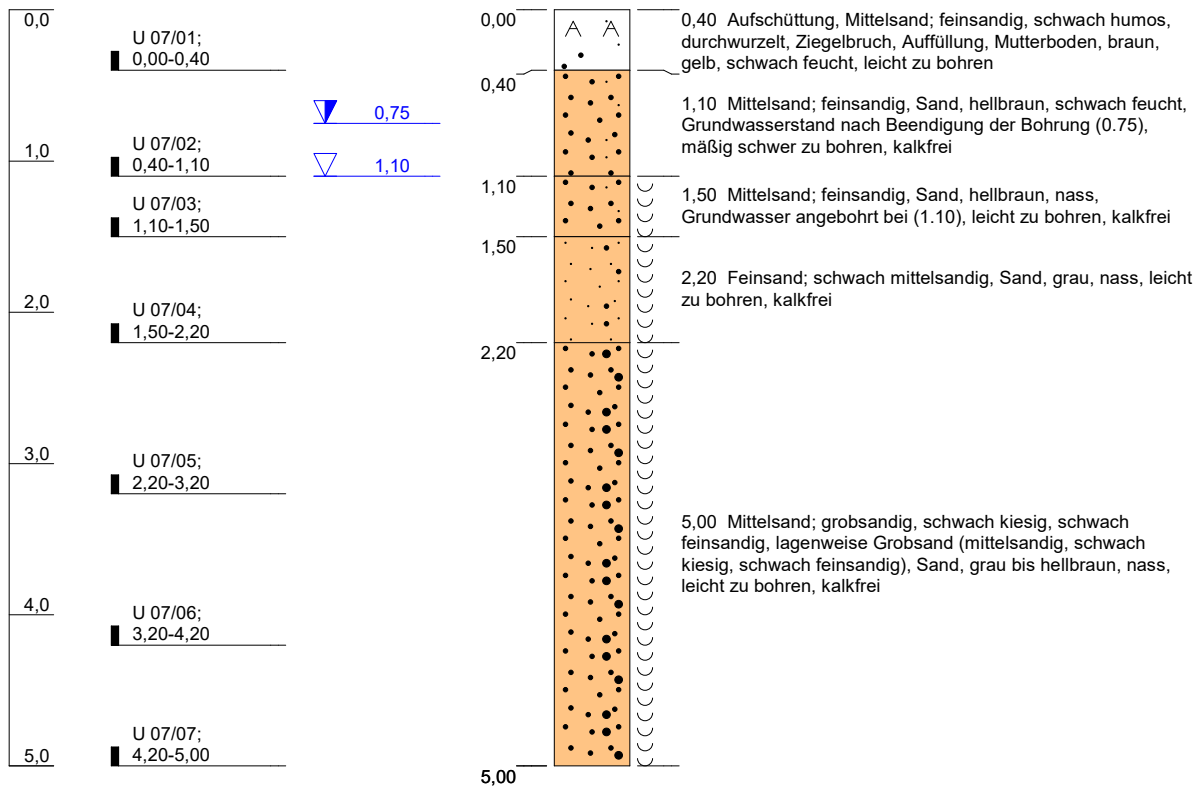 0,0
1,0
2,0
3,0
4,0
5,0
U 07/01;
0,00-0,40
U 07/02;
0,40-1,10
U 07/03;
1,10-1,50
U 07/04;
1,50-2,20
U 07/05;
2,20-3,20
U 07/06;
3,20-4,20
U 07/07;
4,20-5,00
0,75
1,10
0,00
0,40
1,10
1,50
2,20
5,00
A A
0,40 Aufschüttung, Mittelsand; feinsandig, schwach humos,
durchwurzelt, Ziegelbruch, Auffüllung, Mutterboden, braun,
gelb, schwach feucht, leicht zu bohren
1,10 Mittelsand; feinsandig, Sand, hellbraun, schwach feucht,
Grundwasserstand nach Beendigung der Bohrung (0.75),
mäßig schwer zu bohren, kalkfrei
1,50 Mittelsand; feinsandig, Sand, hellbraun, nass,
Grundwasser angebohrt bei (1.10), leicht zu bohren, kalkfrei
2,20 Feinsand; schwach mittelsandig, Sand, grau, nass, leicht
zu bohren, kalkfrei
5,00 Mittelsand; grobsandig, schwach kiesig, schwach
feinsandig, lagenweise Grobsand (mittelsandig, schwach
kiesig, schwach feinsandig), Sand, grau bis hellbraun, nass,
leicht zu bohren, kalkfrei